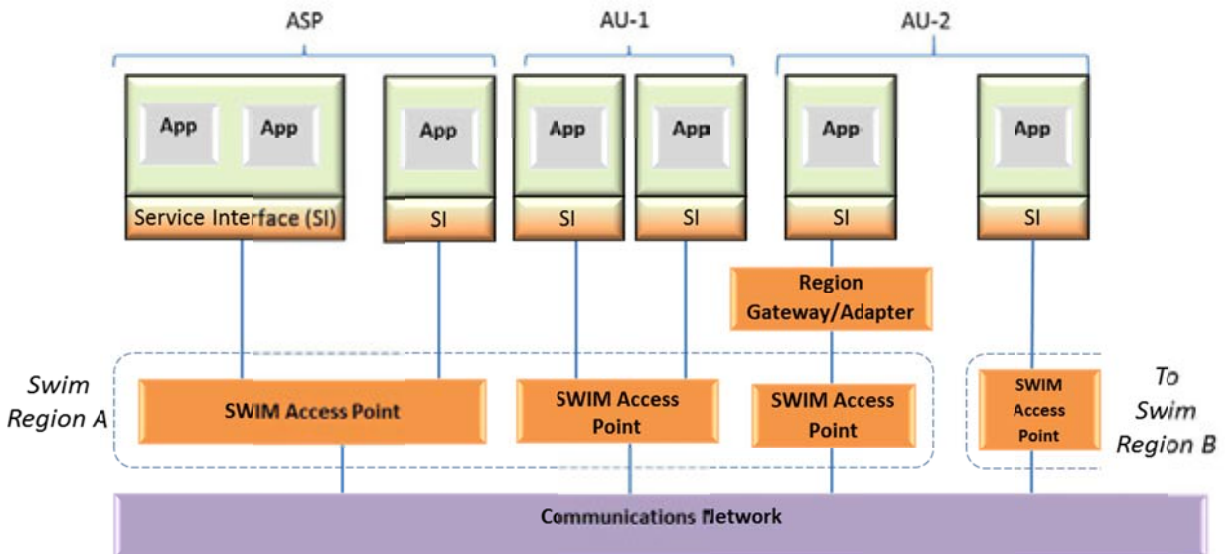 ASP
AU-1
AU-2
App
App
App
App
App
App
App
Service Interface (SI)
SI
SI
SI
SI
SI
Region
Gateway/Adapter
Swim
Region A
SWIM Access Point
SWIM Access
Point
SWIM Access
Point
SWIM
Access
Point
To
Swim
Region B
Communications Network